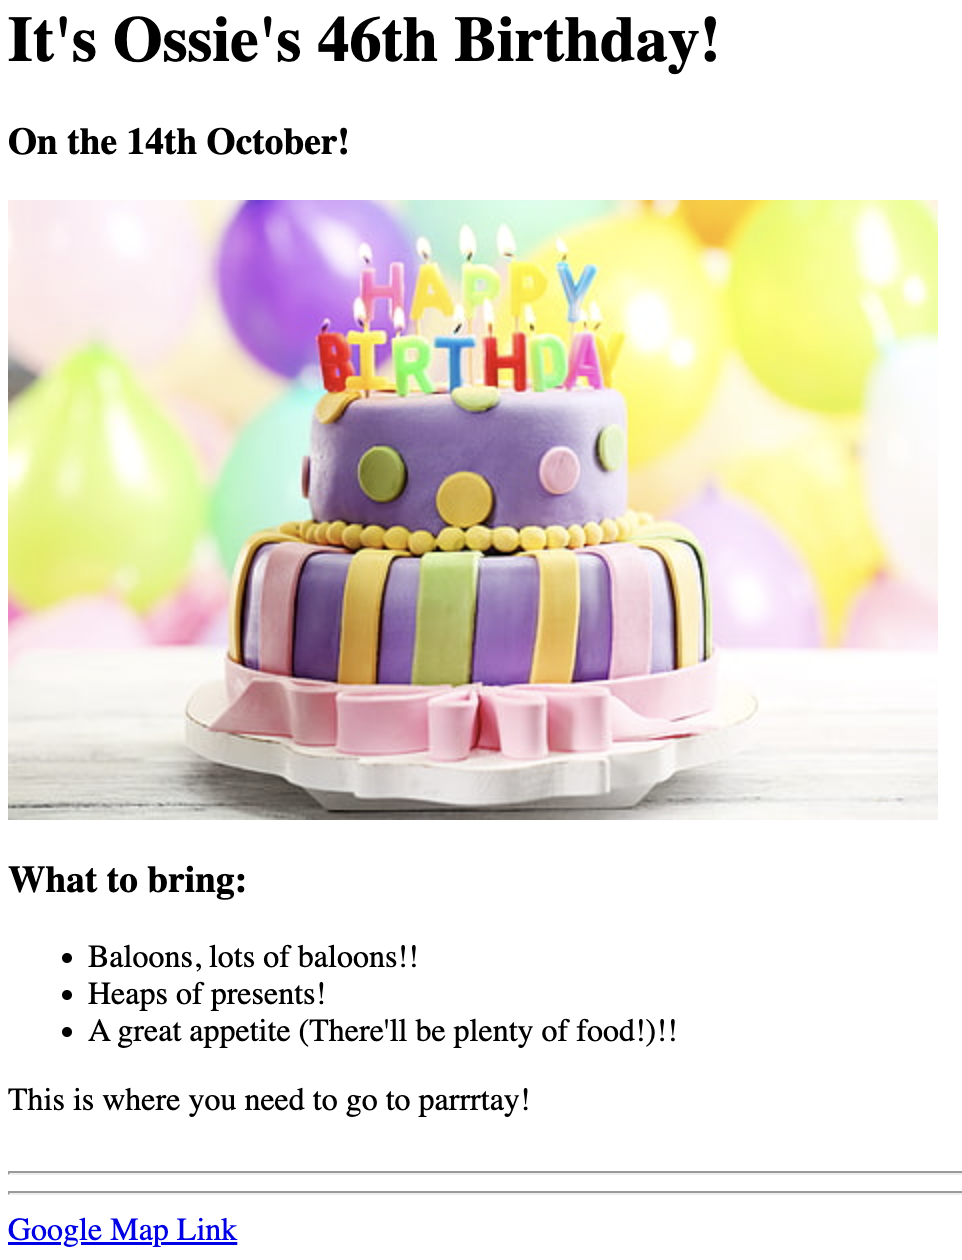 It's Ossie's 46th Birthday!
On the 14th October!
HAPPY
BIRTHDAY
What to bring:
Baloons, lots of baloons!!
Heaps of presents!
A great appetite (There'll be plenty of food!)!!
This is where you need to go to parrrtay!
Google Map Link